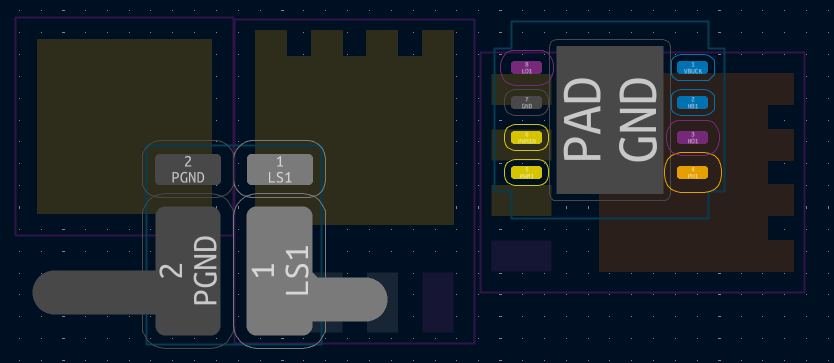 2
PGND
1
LS1
2
PGND
1
LS1
8
LO1
7
GND
PAD
GND
1
VBUCK
2
HB1
3
HO1